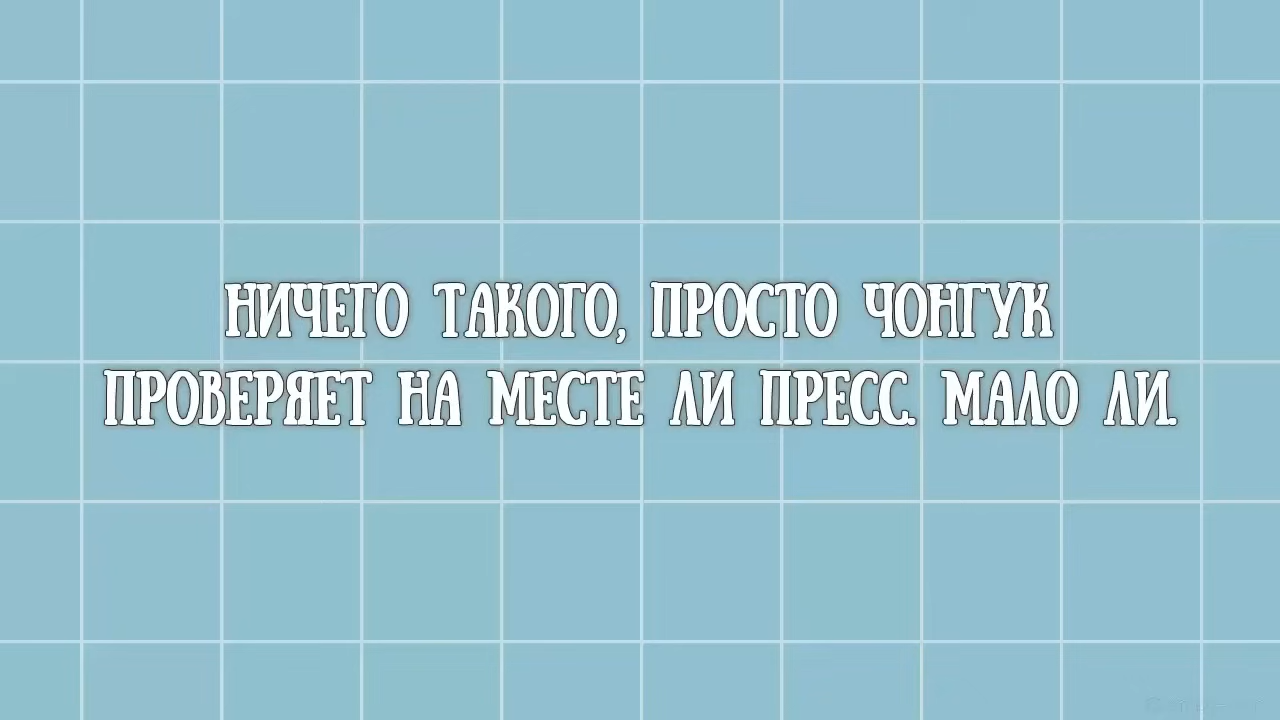 НИЧЕГО ТАКОГО, ПРОСТО ЧОНГУК
ПРОВЕРЯЕТ НА МЕСТЕ ЛИ ПРЕСС. МАЛО ЛИ.